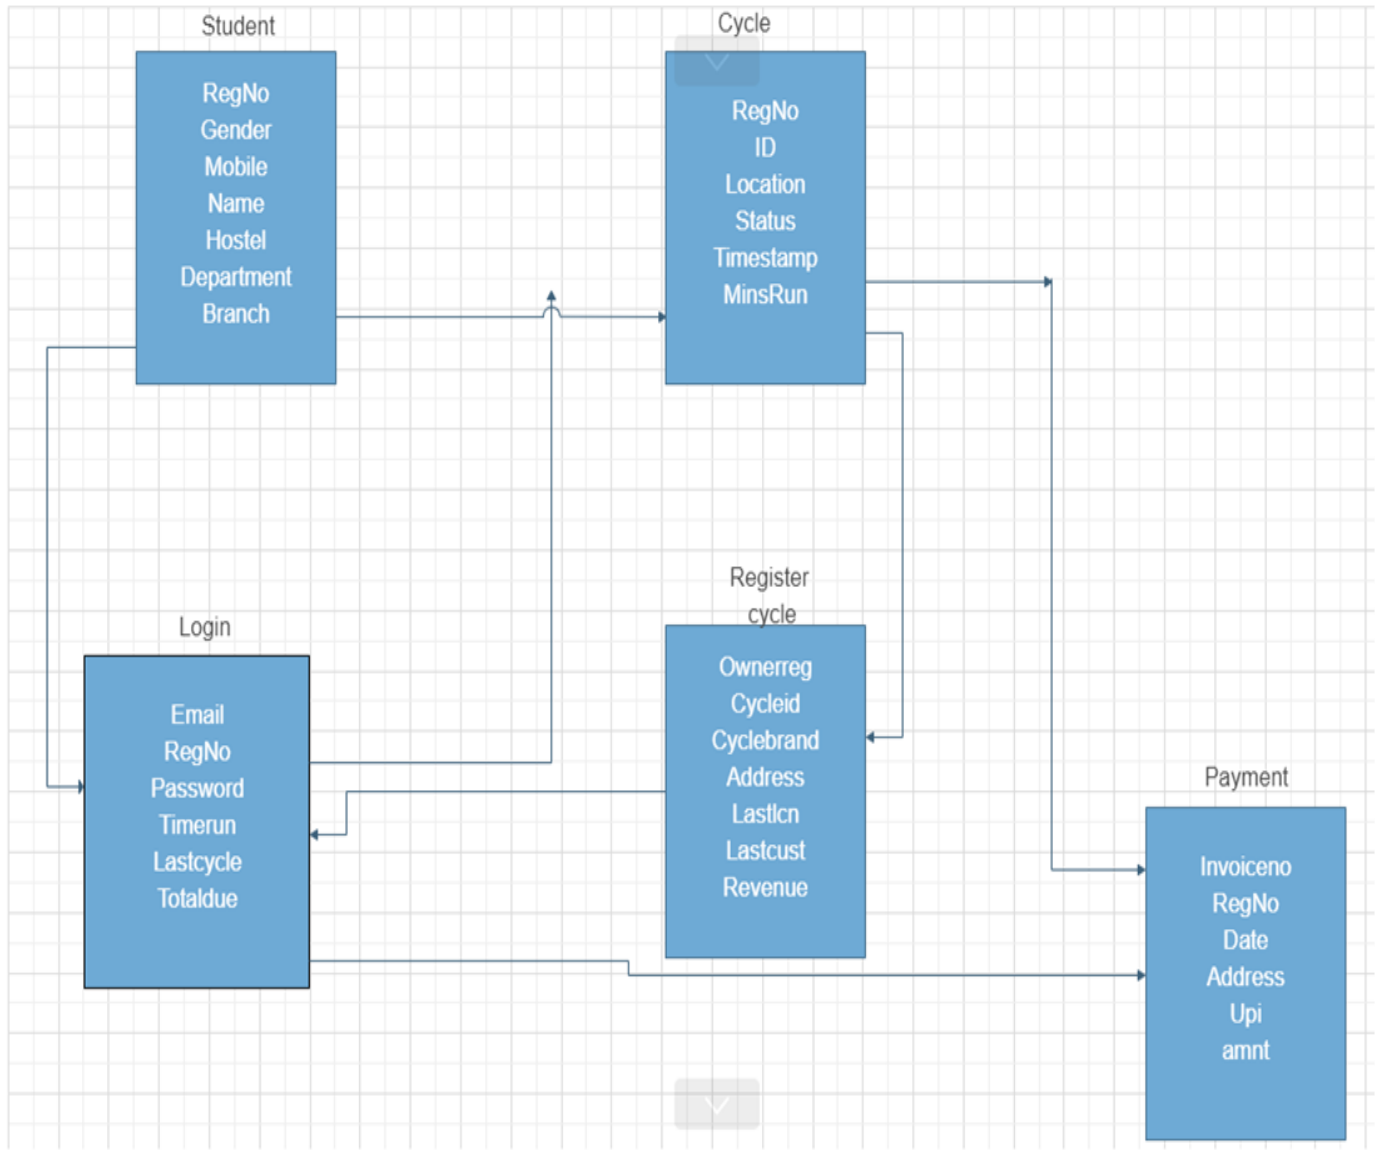 Student
RegNo
Gender
Mobile
Name
Hostel
Department
Branch
Cycle
RegNo
ID
Location
Status
Timestamp
MinsRun
Login
Email
RegNo
Password
Timerun
Lastcycle
Totaldue
Register
cycle
Ownerreg
Cycleid
Cyclebrand
Address
Lastlcn
Lastcust
Revenue
Payment
Invoiceno
RegNo
Date
Address
Upi
amnt